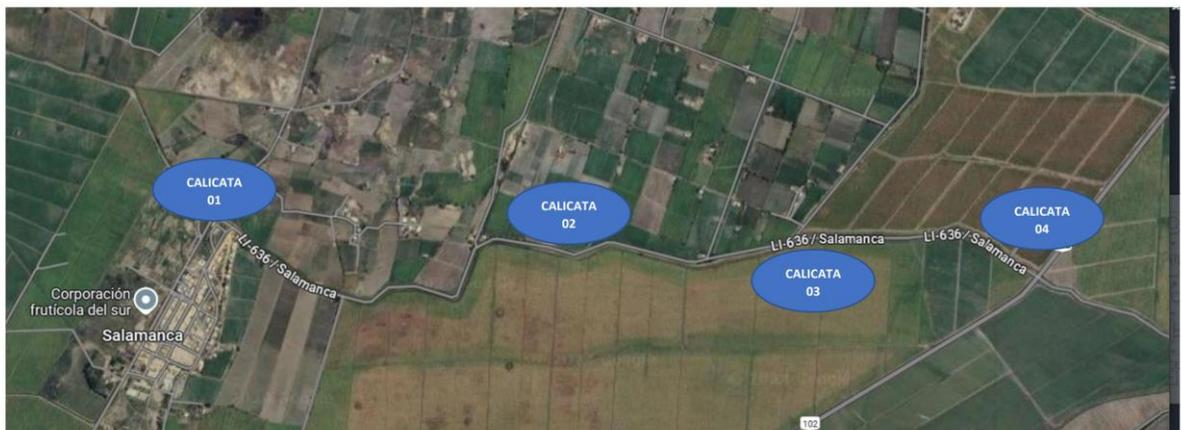 CALICATA
01
CALICATA
02
CALICATA
03
CALICATA
04
LI-636 / Salamanca
LI-636 / Salamanca
LI-636 / Salamanca
Corporación
frutícola del sur
Salamanca
102